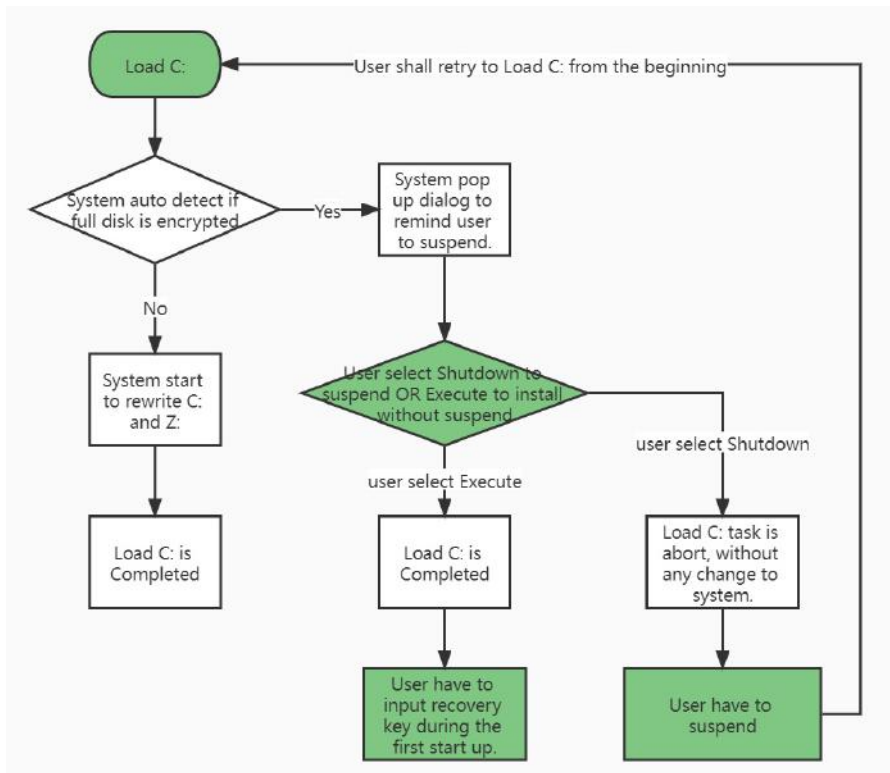 Load C:
User shall retry to Load C: from the beginning
System auto detect if
full disk is encrypted
Yes
System pop
up dialog to
remind user
to suspend.
No
System start
to rewrite C:
and Z:
User select Shutdown to
suspend OR Execute to install
without suspend
user select Shutdown
user select Execute
Load C: is
Completed
Load C: is
Completed
Load C: task is
abort, without
any change to
system.
User have to
input recovery
key during the
first start up.
User have to
suspend